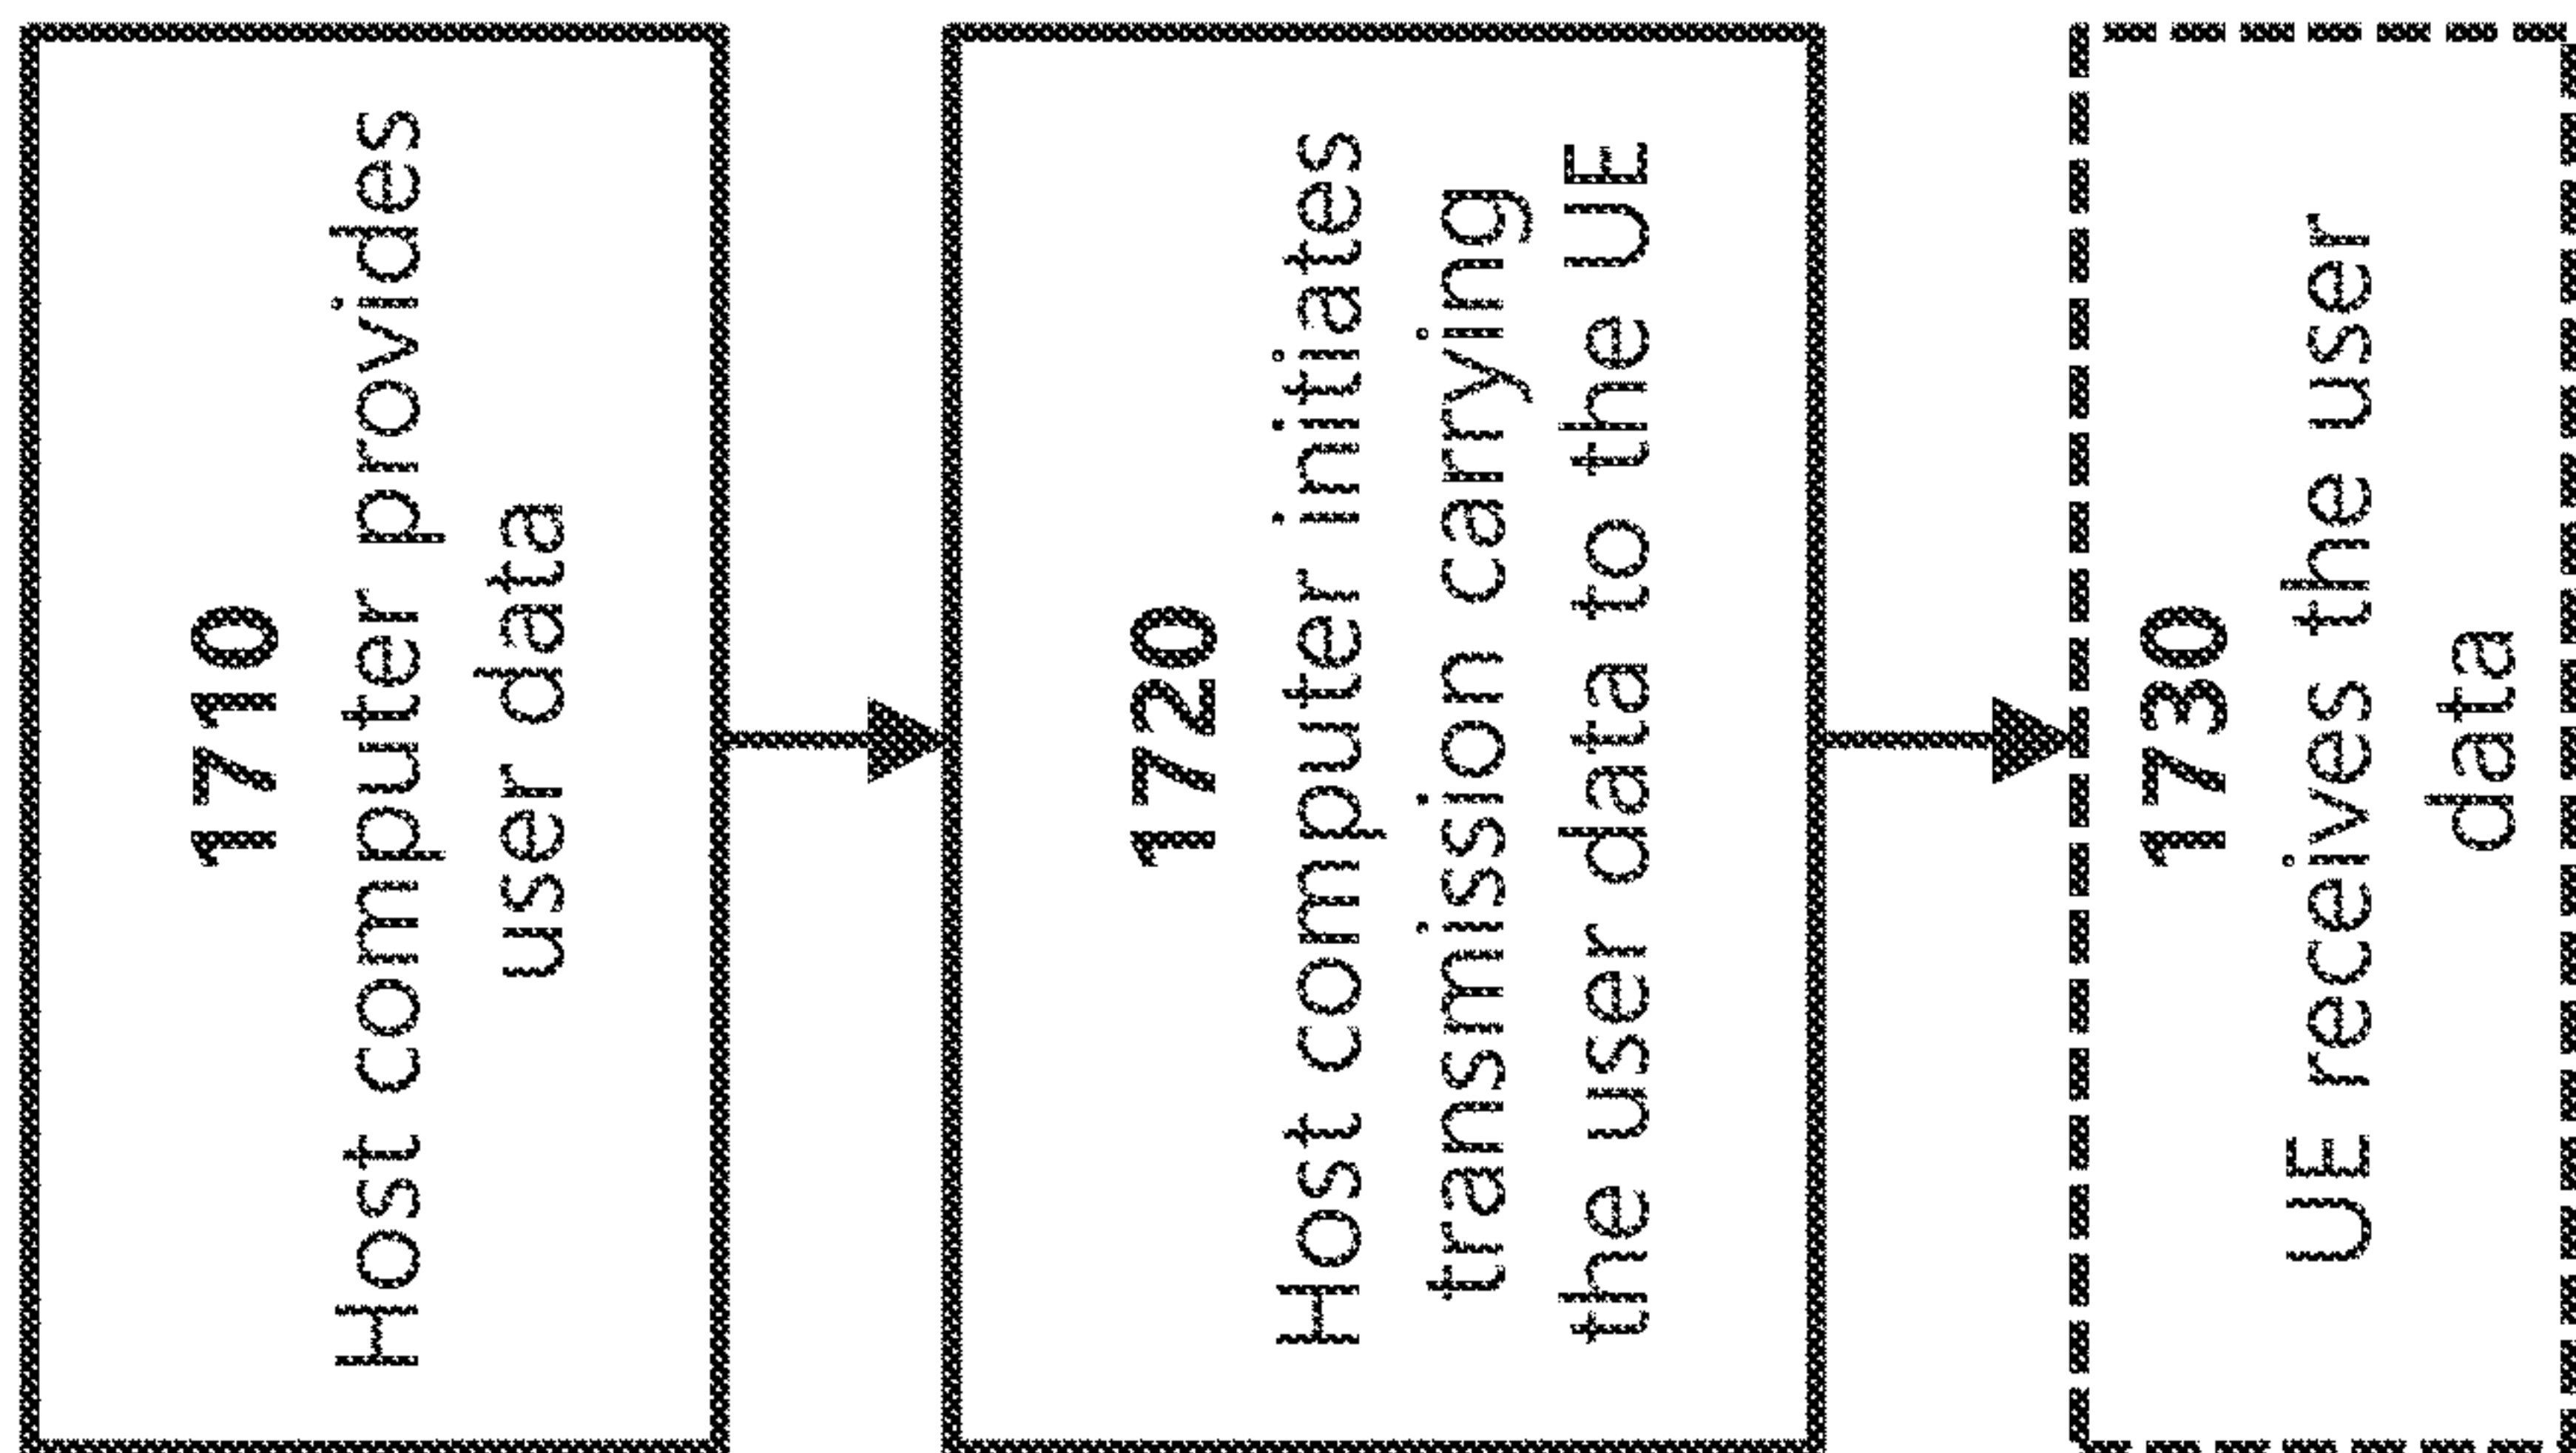 1710
Host computer provides
user data
1720
Host computer initiates
transmission carrying
the user data to the UE
1730
UE receives the user
data